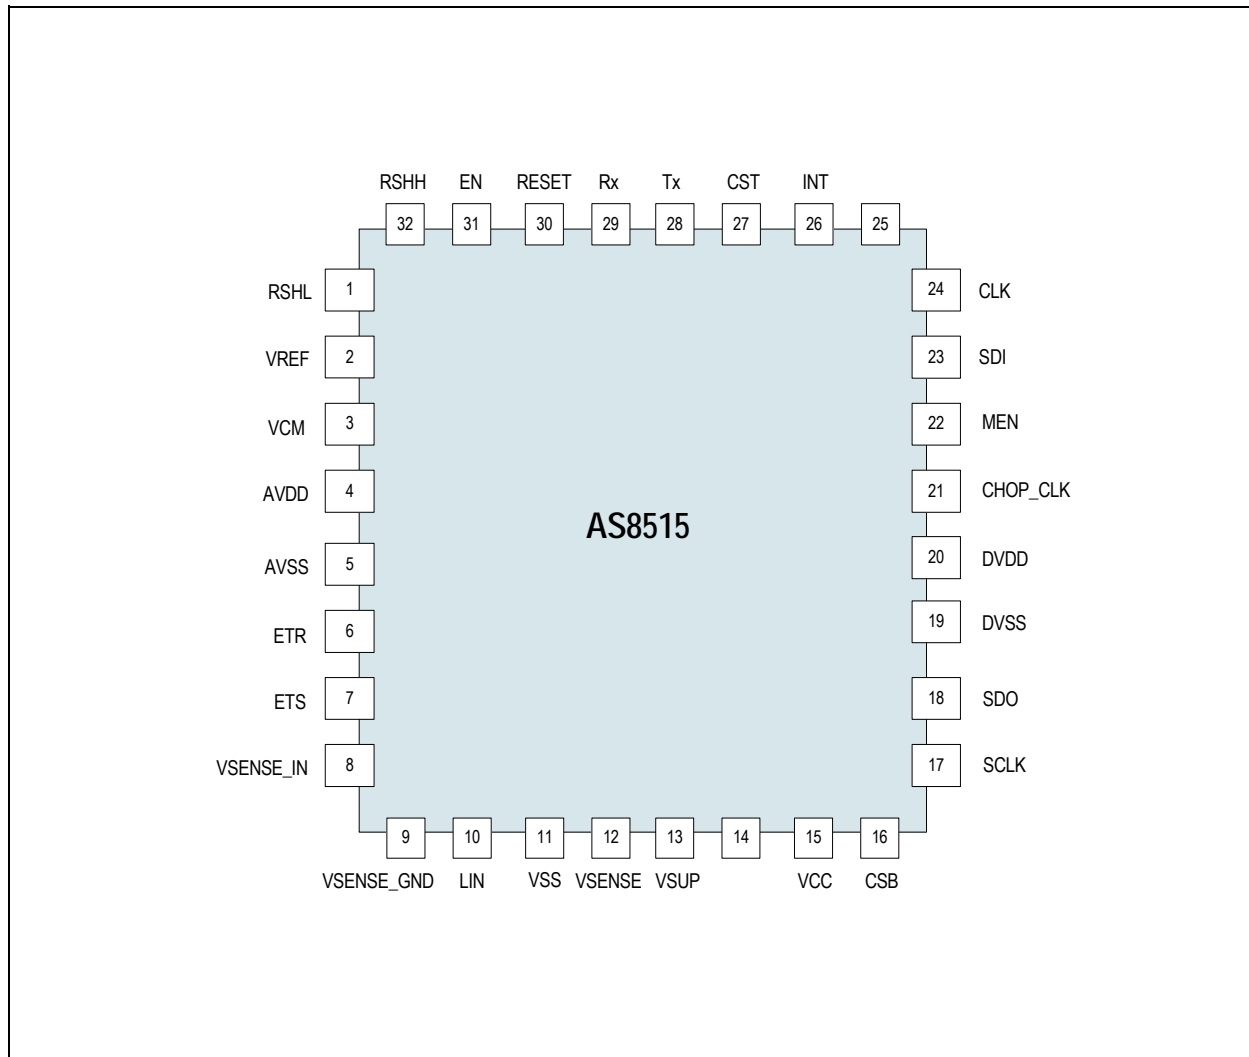 RSHH EN RESET Rx Tx CST INT
32 31 30 29 28 27 26 25
RSHL 1 24 CLK
VREF 2 23 SDI
VCM 3 22 MEN
AVDD 4 21 CHOP_CLK
AS8515
AVSS 5 20 DVDD
ETR 6 19 DVSS
ETS 7 18 SDO
VSENSE_IN 8 17 SCLK
9 10 11 12 13 14 15 16
VSENSE_GND LIN VSS VSENSE VSUP VCC CSB